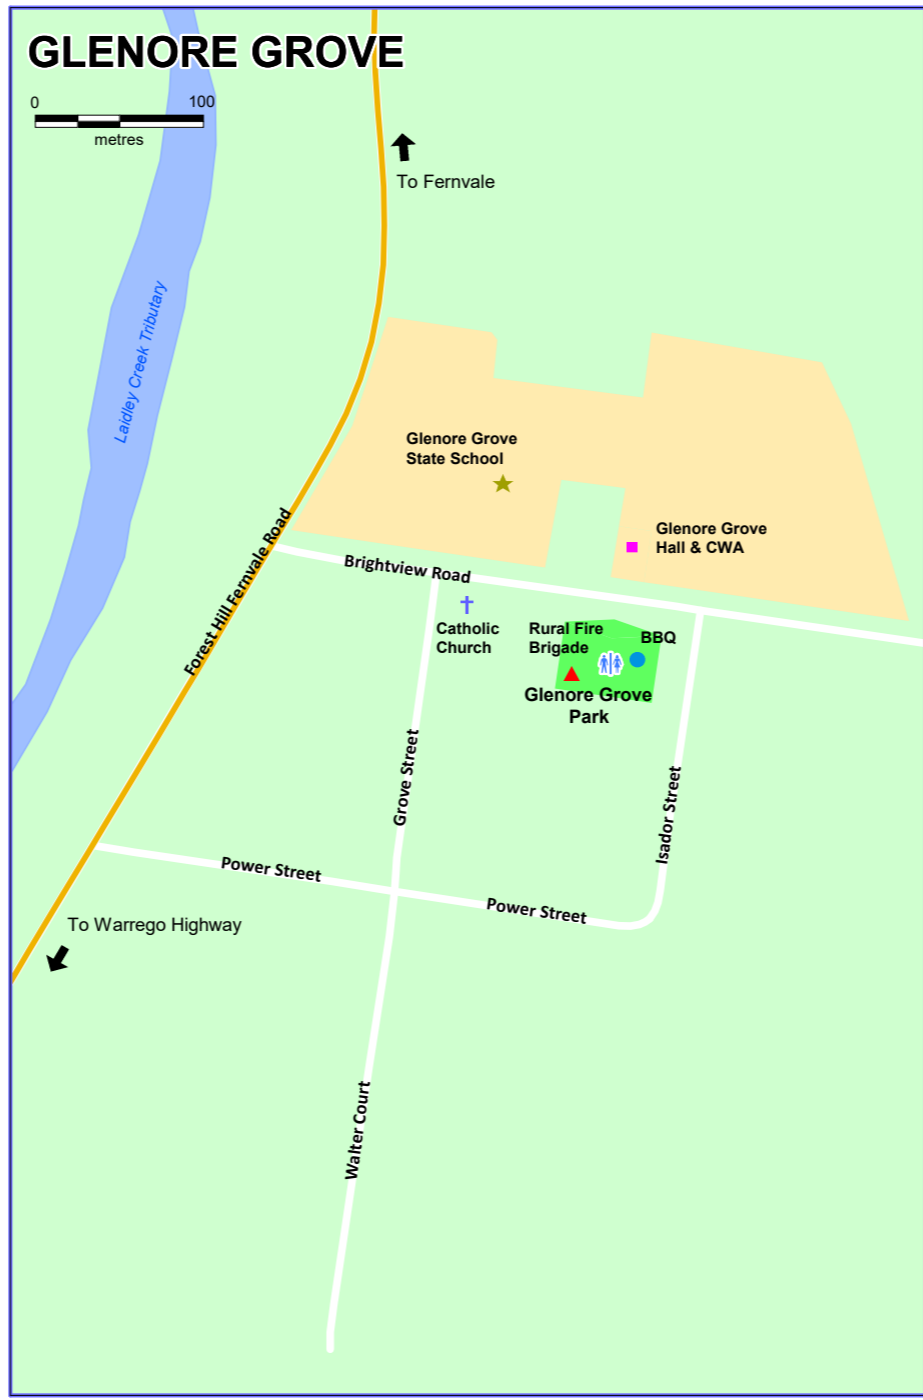 GLENORE GROVE
0 100
metres
To Fernvale
Laidley Creek Tributary
Glenore Grove
State School
Glenore Grove
Hall & CWA
Forest Hill Fernvale Road
Brightview Road
Catholic
Church
Rural Fire
Brigade
BBQ
Glenore Grove
Park
Grove Street
Isador Street
Power Street
Power Street
To Warrego Highway
Walter Court